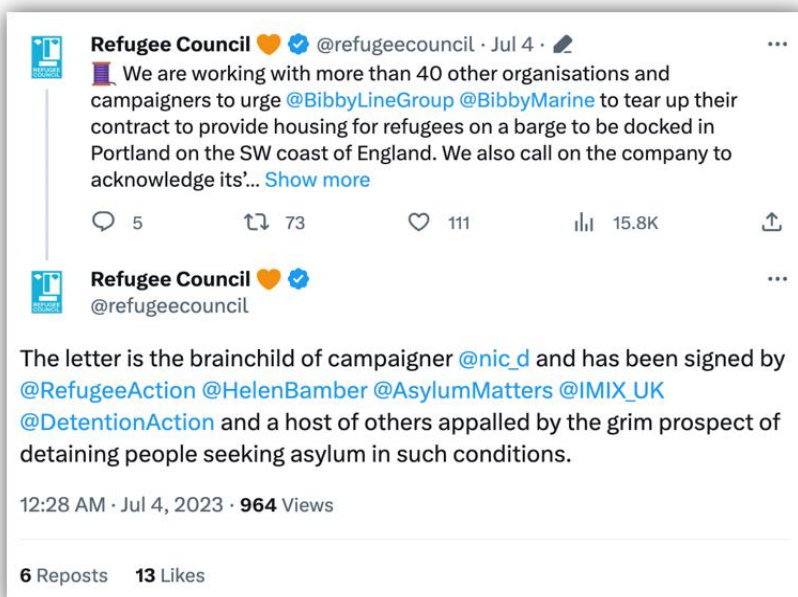 Refugee Council 🧡 @refugeecouncil · Jul 4 ·
🧵 We are working with more than 40 other organisations and
campaigners to urge @BibbyLineGroup @BibbyMarine to tear up their
contract to provide housing for refugees on a barge to be docked in
Portland on the SW coast of England. We also call on the company to
acknowledge its'... Show more
5 73 111 15.8K
Refugee Council 🧡
@refugeecouncil
The letter is the brainchild of campaigner @nic_d and has been signed by
@RefugeeAction @HelenBamber @AsylumMatters @IMIX_UK
@DetentionAction and a host of others appalled by the grim prospect of
detaining people seeking asylum in such conditions.
12:28 AM · Jul 4, 2023 · 964 Views
6 Reposts 13 Likes